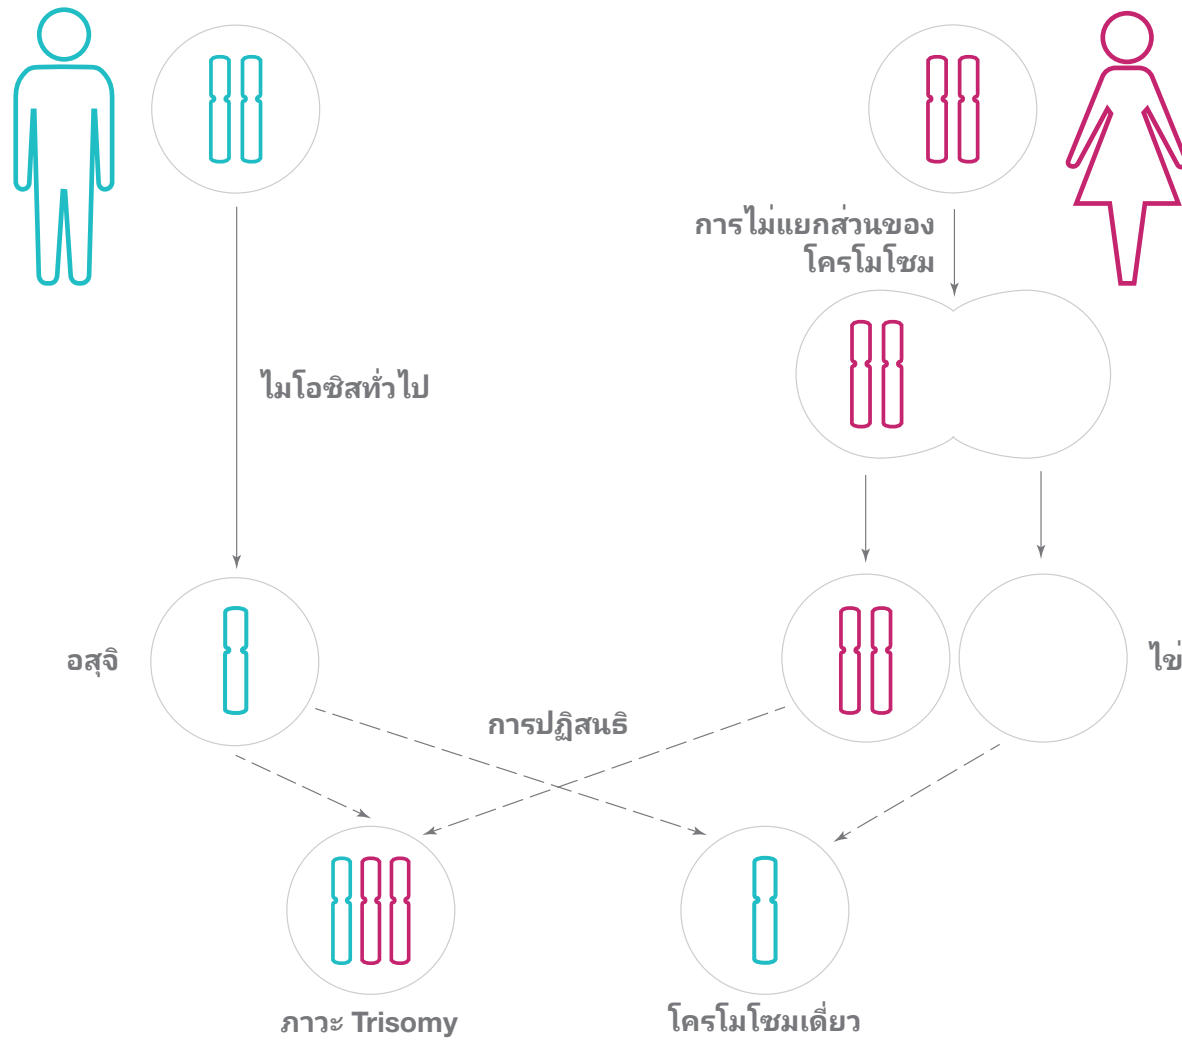 การไม่แยกส่วนของ
โครโมโซม
ไมโอซิสทั่วไป
อสุจิ
ไข่
การปฏิสนธิ
ภาวะ Trisomy
โครโมโซมเดี่ยว